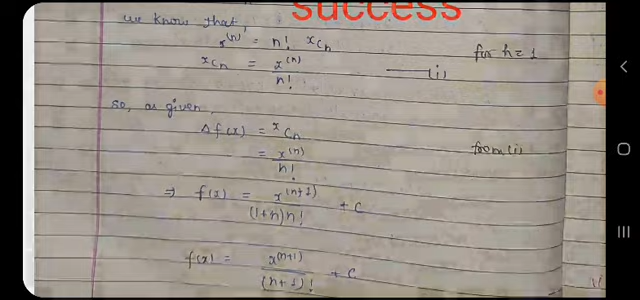 success
we know that,
x^(n) = n! ˣCₙ for h = 1
ˣCₙ = x^(n) / n! ——— (i)
so, as given,
Δf(x) = ˣCₙ
= x^(n) / n! from (i)
⇒ f(x) = x^(n+1) / (1+n)n! + C
f(x) = x^(n+1) / (n+1)! + C